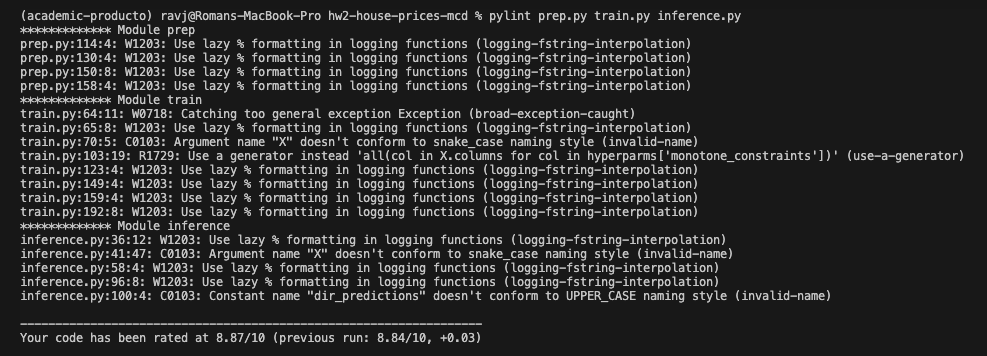 (academic-producto) ravj@Romans-MacBook-Pro hw2-house-prices-mcd % pylint prep.py train.py inference.py
************* Module prep
prep.py:114:4: W1203: Use lazy % formatting in logging functions (logging-fstring-interpolation)
prep.py:130:4: W1203: Use lazy % formatting in logging functions (logging-fstring-interpolation)
prep.py:150:8: W1203: Use lazy % formatting in logging functions (logging-fstring-interpolation)
prep.py:158:4: W1203: Use lazy % formatting in logging functions (logging-fstring-interpolation)
************* Module train
train.py:64:11: W0718: Catching too general exception Exception (broad-exception-caught)
train.py:65:8: W1203: Use lazy % formatting in logging functions (logging-fstring-interpolation)
train.py:70:5: C0103: Argument name "X" doesn't conform to snake_case naming style (invalid-name)
train.py:103:19: R1729: Use a generator instead 'all(col in X.columns for col in hyperparms['monotone_constraints'])' (use-a-generator)
train.py:123:4: W1203: Use lazy % formatting in logging functions (logging-fstring-interpolation)
train.py:149:4: W1203: Use lazy % formatting in logging functions (logging-fstring-interpolation)
train.py:159:4: W1203: Use lazy % formatting in logging functions (logging-fstring-interpolation)
train.py:192:8: W1203: Use lazy % formatting in logging functions (logging-fstring-interpolation)
************* Module inference
inference.py:36:12: W1203: Use lazy % formatting in logging functions (logging-fstring-interpolation)
inference.py:41:47: C0103: Argument name "X" doesn't conform to snake_case naming style (invalid-name)
inference.py:58:4: W1203: Use lazy % formatting in logging functions (logging-fstring-interpolation)
inference.py:96:8: W1203: Use lazy % formatting in logging functions (logging-fstring-interpolation)
inference.py:100:4: C0103: Constant name "dir_predictions" doesn't conform to UPPER_CASE naming style (invalid-name)
------------------------------------------------------------------
Your code has been rated at 8.87/10 (previous run: 8.84/10, +0.03)